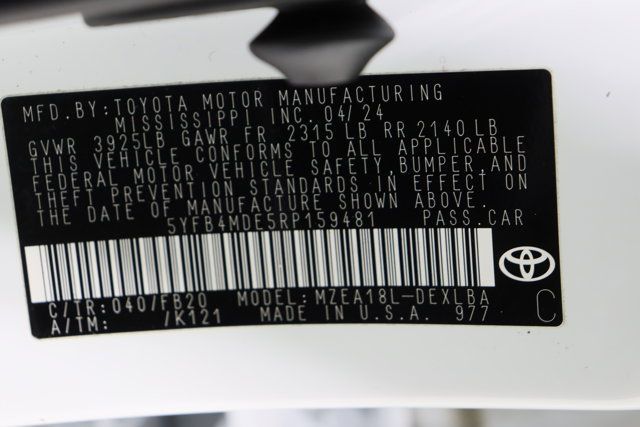 MFD.BY: TOYOTA MOTOR MANUFACTURING
MISSISSIPPI INC. 04/24
GVWR 3925LB GAWR FR 2315 LB RR 2140 LB
THIS VEHICLE CONFORMS TO ALL APPLICABLE
FEDERAL MOTOR VEHICLE SAFETY, BUMPER, AND
THEFT PREVENTION STANDARDS IN EFFECT ON
THE DATE OF MANUFACTURE SHOWN ABOVE.
5YFB4MDE5RP159481 PASS.CAR
C/TR: 040/FB20 MODEL: MZEA18L-DEXLBA
A/TM: /K121 MADE IN U.S.A. 977 C